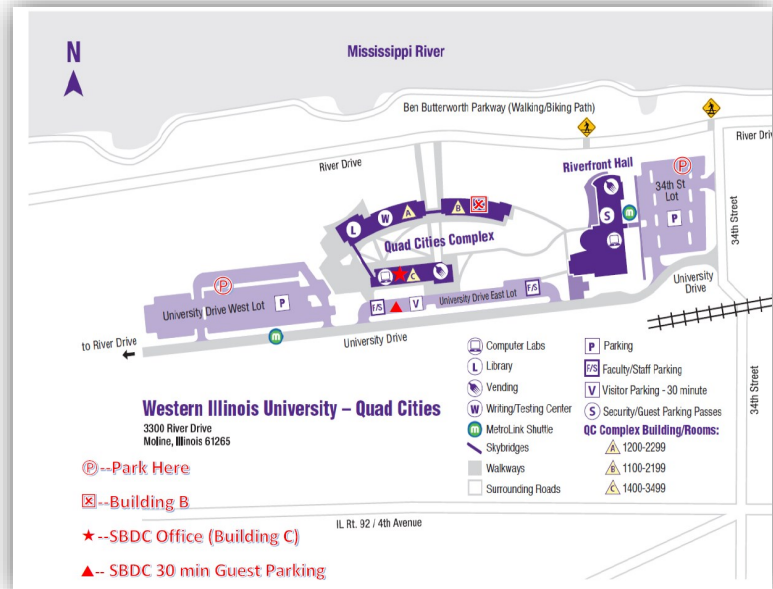 N
Mississippi River
Ben Butterworth Parkway (Walking/Biking Path)
River Drive
River Driv
Riverfront Hall
P
34th St
Lot
L
W
A
B
Quad Cities Complex
S
m
P
34th Street
C
P
University Drive West Lot
P
F/S
V
University Drive East Lot
F/S
University
Drive
to River Drive
m
University Drive
Western Illinois University – Quad Cities
3300 River Drive
Moline, Illinois 61265
Computer Labs
L Library
Vending
W Writing/Testing Center
m MetroLink Shuttle
Skybridges
Walkways
Surrounding Roads
P Parking
F/S Faculty/Staff Parking
V Visitor Parking - 30 minute
S Security/Guest Parking Passes
QC Complex Building/Rooms:
A 1200-2299
B 1100-2199
C 1400-3499
34th Street
P--Park Here
--Building B
--SBDC Office (Building C)
-- SBDC 30 min Guest Parking
IL Rt. 92 / 4th Avenue